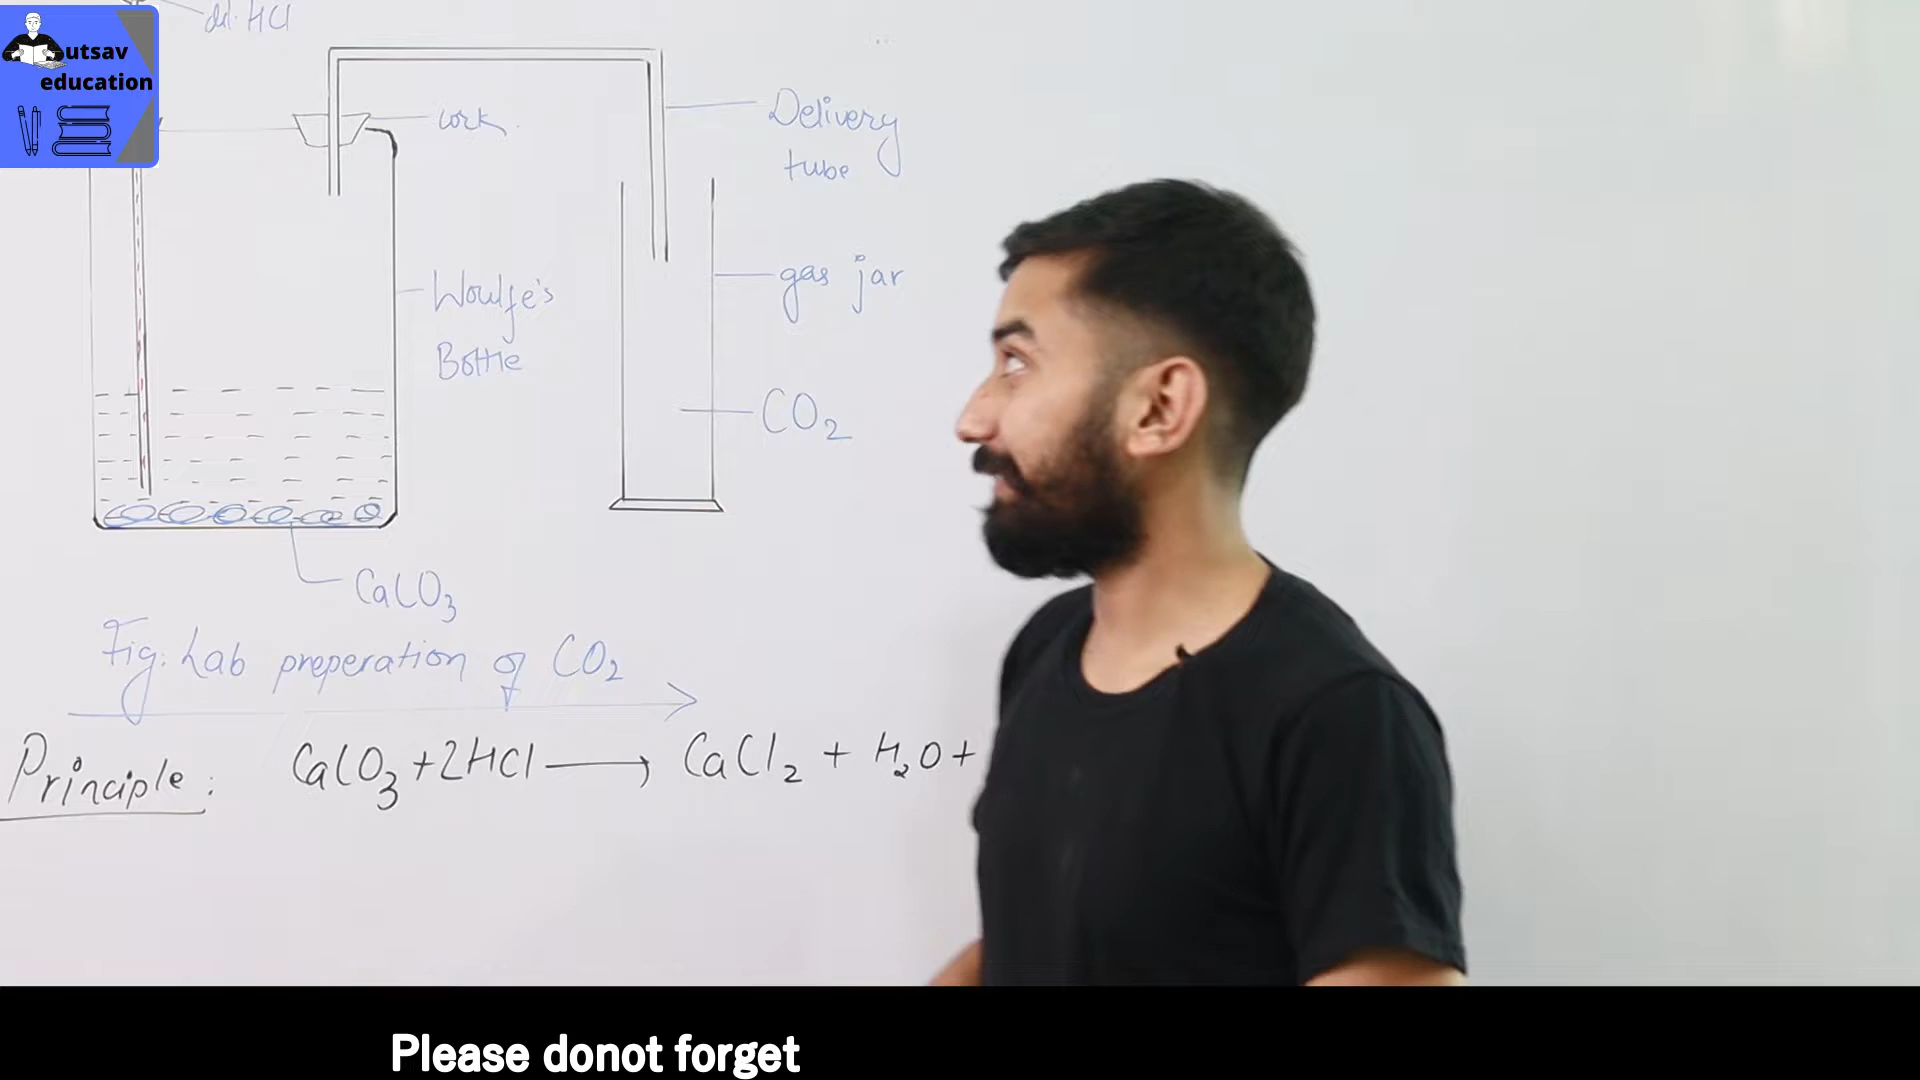 dil. HCl
utsav
education
cork.
Delivery
tube
Woulfe's
Bottle
gas jar
CO₂
CaCO₃
Fig: Lab preperation of CO₂
Principle: CaCO₃+2HCl⟶CaCl₂ + H₂O+
Please donot forget